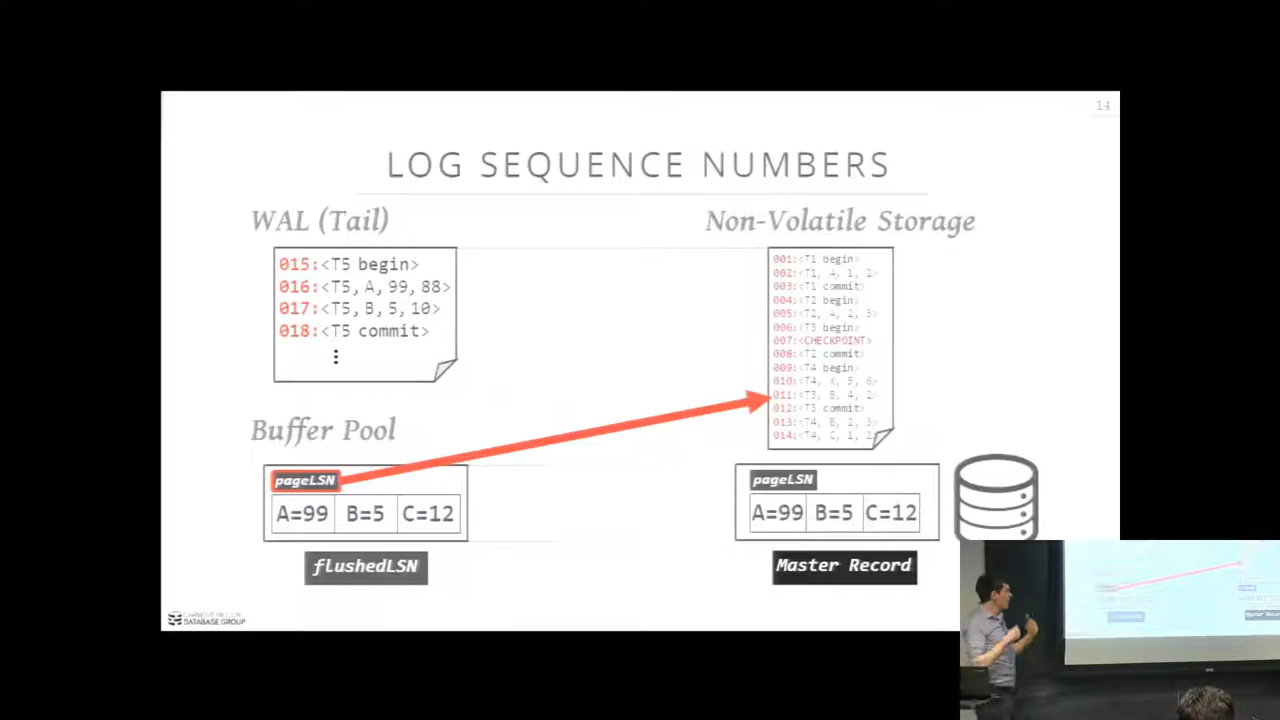 14
LOG SEQUENCE NUMBERS
WAL (Tail)
015:<T5 begin>
016:<T5, A, 99, 88>
017:<T5, B, 5, 10>
018:<T5 commit>
⋮
Non-Volatile Storage
001:<T1 begin>
002:<T1, A, 1, 2>
003:<T1 commit>
004:<T2 begin>
005:<T2, A, 2, 3>
006:<T3 begin>
007:<CHECKPOINT>
008:<T2 commit>
009:<T4 begin>
010:<T4, X, 5, 6>
011:<T3, B, 4, 2>
012:<T3 commit>
013:<T4, B, 2, 3>
014:<T4, C, 1, 2>
Buffer Pool
pageLSN
A=99 B=5 C=12
flushedLSN
pageLSN
A=99 B=5 C=12
Master Record
CARNEGIE MELLON
DATABASE GROUP
Master Record